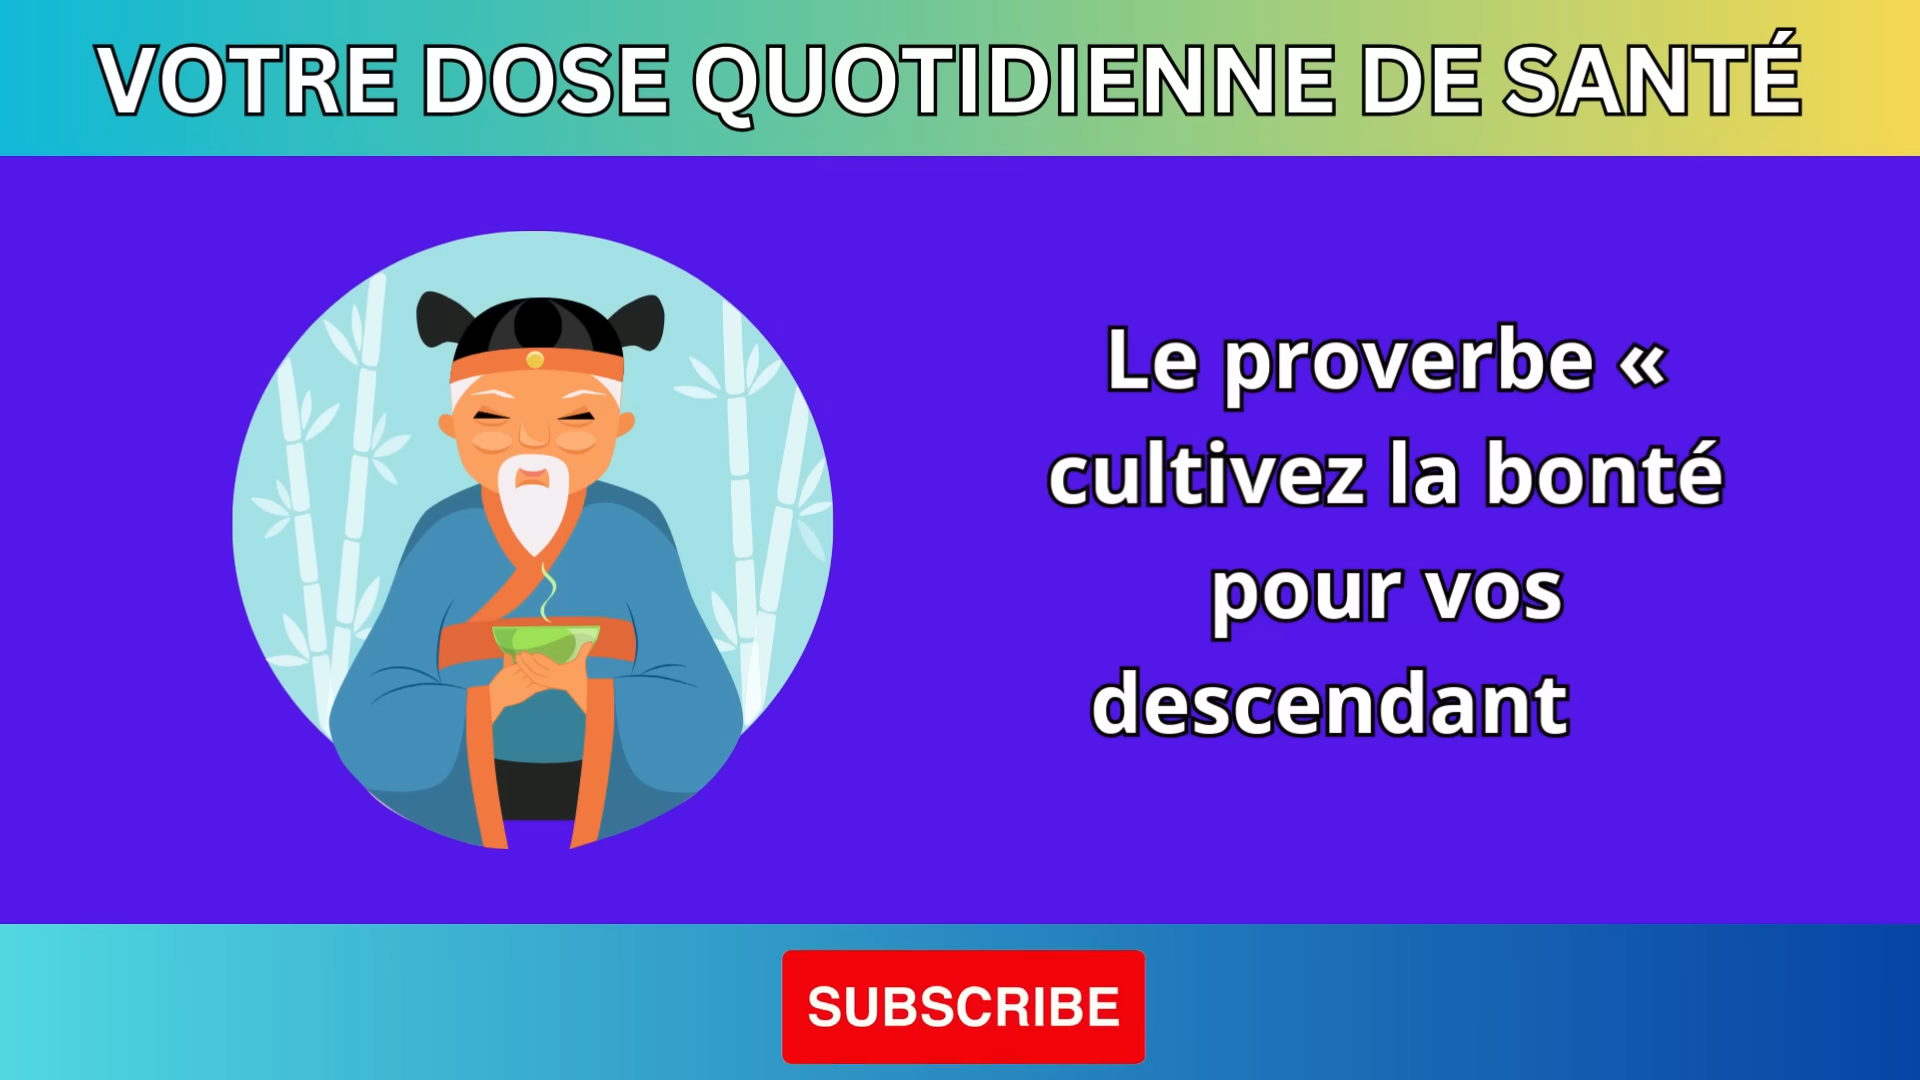 VOTRE DOSE QUOTIDIENNE DE SANTÉ
Le proverbe «
cultivez la bonté
pour vos
descendant
SUBSCRIBE